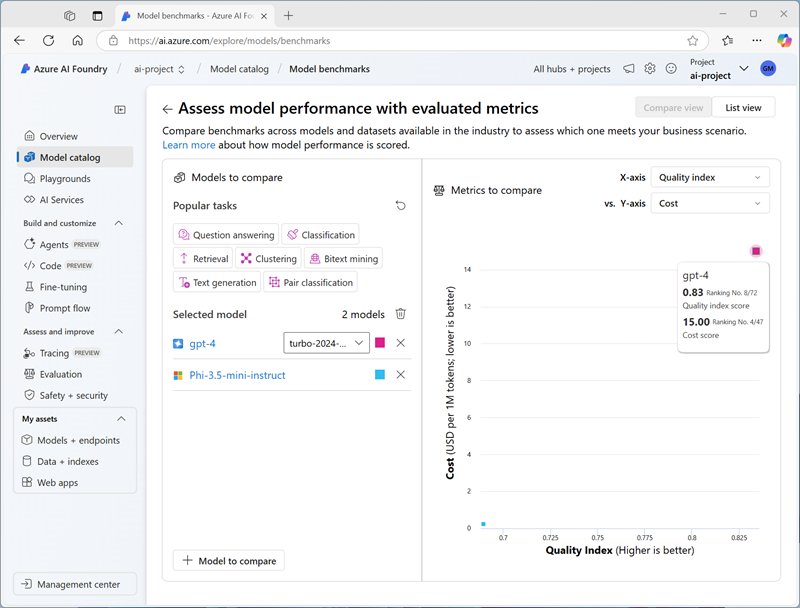 Model benchmarks - Azure AI Fou
https://ai.azure.com/explore/models/benchmarks
Azure AI Foundry / ai-project / Model catalog / Model benchmarks
All hubs + projects
Project
ai-project
GM
Overview
Model catalog
Playgrounds
AI Services
Build and customize
Agents PREVIEW
Code PREVIEW
Fine-tuning
Prompt flow
Assess and improve
Tracing PREVIEW
Evaluation
Safety + security
My assets
Models + endpoints
Data + indexes
Web apps
Management center
Assess model performance with evaluated metrics
Compare view
List view
Compare benchmarks across models and datasets available in the industry to assess which one meets your business scenario.
Learn more about how model performance is scored.
Models to compare
Popular tasks
Question answering
Classification
Retrieval
Clustering
Bitext mining
Text generation
Pair classification
Selected model
2 models
gpt-4
turbo-2024-...
Phi-3.5-mini-instruct
Model to compare
Metrics to compare
X-axis
Quality index
vs. Y-axis
Cost
gpt-4
0.83 Ranking No. 8/72
Quality index score
15.00 Ranking No. 4/47
Cost score
Cost (USD per 1M tokens; lower is better)
14
12
10
8
6
4
2
0
0.7
0.725
0.75
0.775
0.8
0.825
Quality Index (Higher is better)